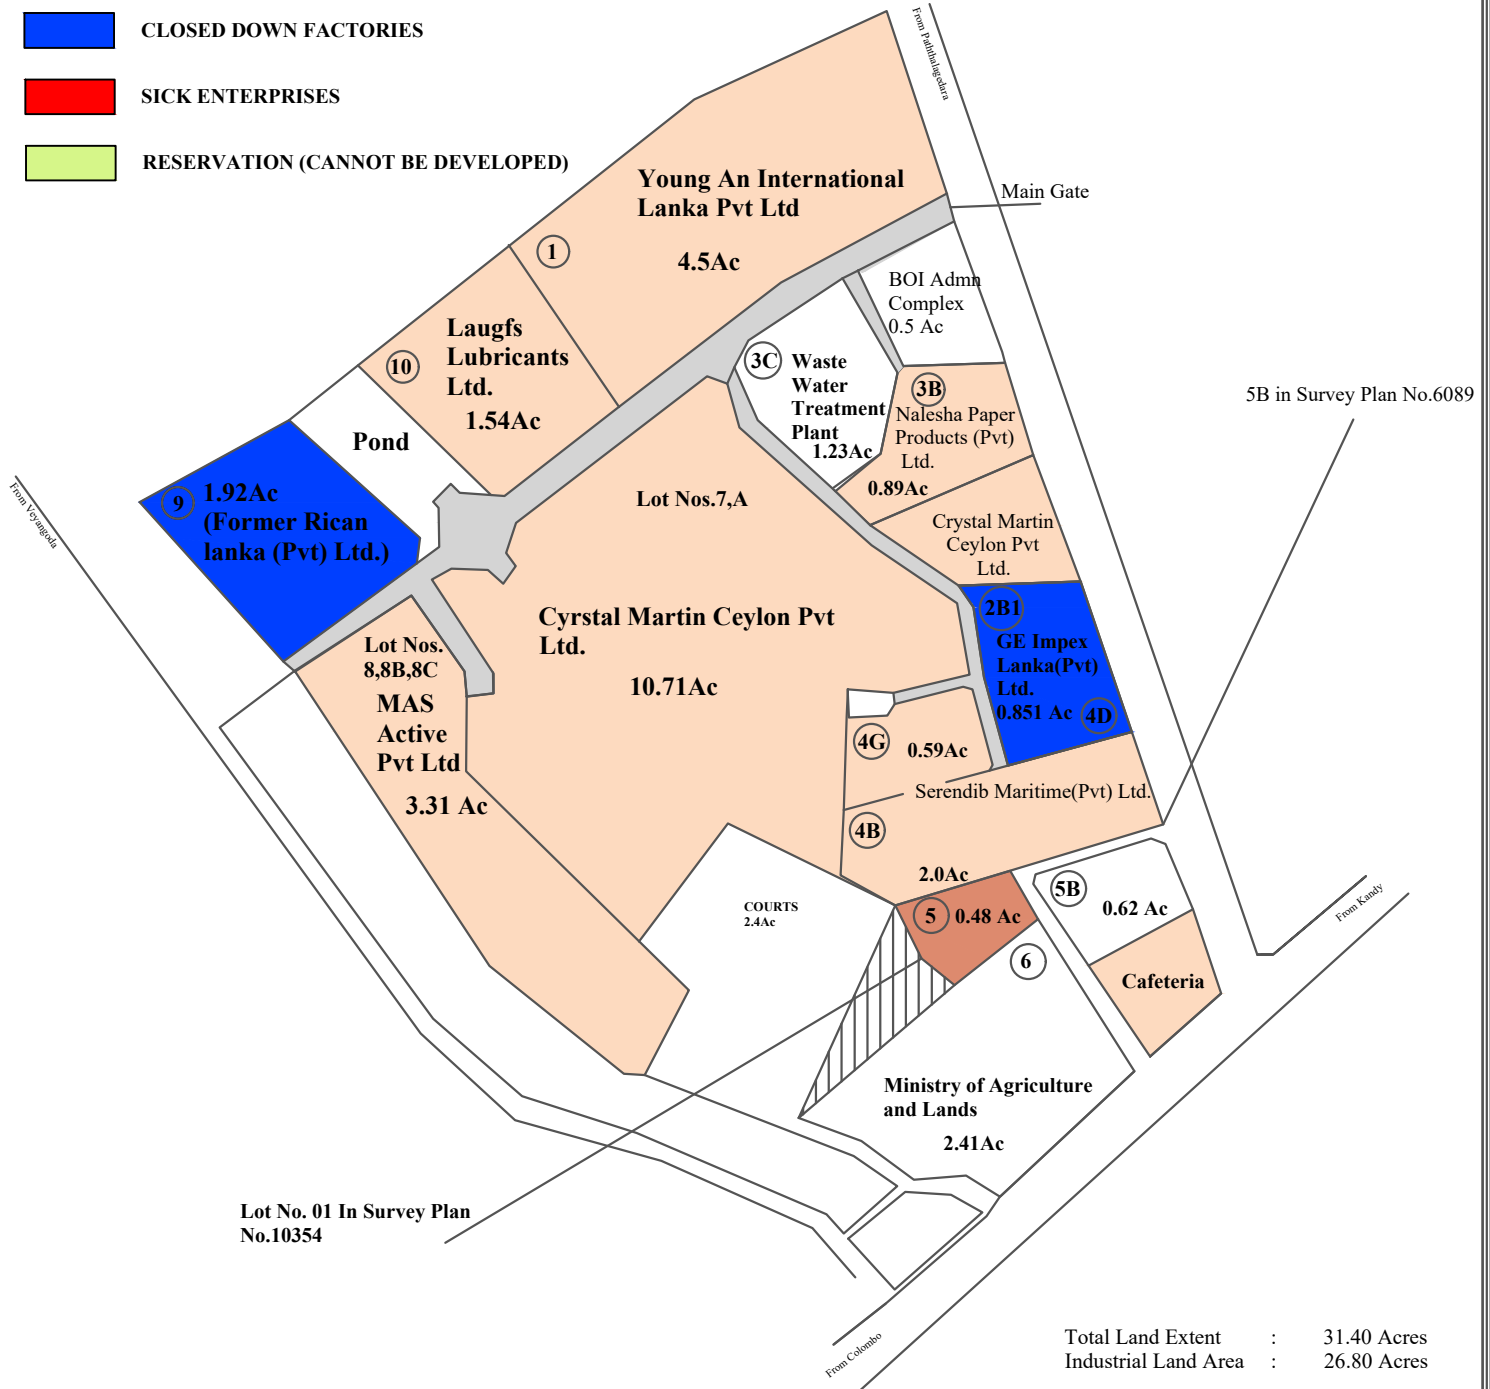 CLOSED DOWN FACTORIES
SICK ENTERPRISES
RESERVATION (CANNOT BE DEVELOPED)
From Paththalagedara
Young An International
Lanka Pvt Ltd
4.5Ac
1
Main Gate
BOI Admn
Complex
0.5 Ac
Laugfs
Lubricants
Ltd.
1.54Ac
10
3C
Waste
Water
Treatment
Plant
1.23Ac
3B
Nalesha Paper
Products (Pvt)
Ltd.
0.89Ac
5B in Survey Plan No.6089
Pond
9
1.92Ac
(Former Rican
lanka (Pvt) Ltd.)
From Veyangoda
Lot Nos.7,A
Crystal Martin
Ceylon Pvt
Ltd.
Cyrstal Martin Ceylon Pvt
Ltd.
10.71Ac
2B1
GE Impex
Lanka(Pvt)
Ltd.
0.851 Ac
4D
Lot Nos.
8,8B,8C
MAS
Active
Pvt Ltd
3.31 Ac
4G
0.59Ac
Serendib Maritime(Pvt) Ltd.
4B
2.0Ac
COURTS
2.4Ac
5
0.48 Ac
5B
0.62 Ac
From Kandy
6
Cafeteria
Ministry of Agriculture
and Lands
2.41Ac
Lot No. 01 In Survey Plan
No.10354
From Colombo
Total Land Extent : 31.40 Acres
Industrial Land Area : 26.80 Acres